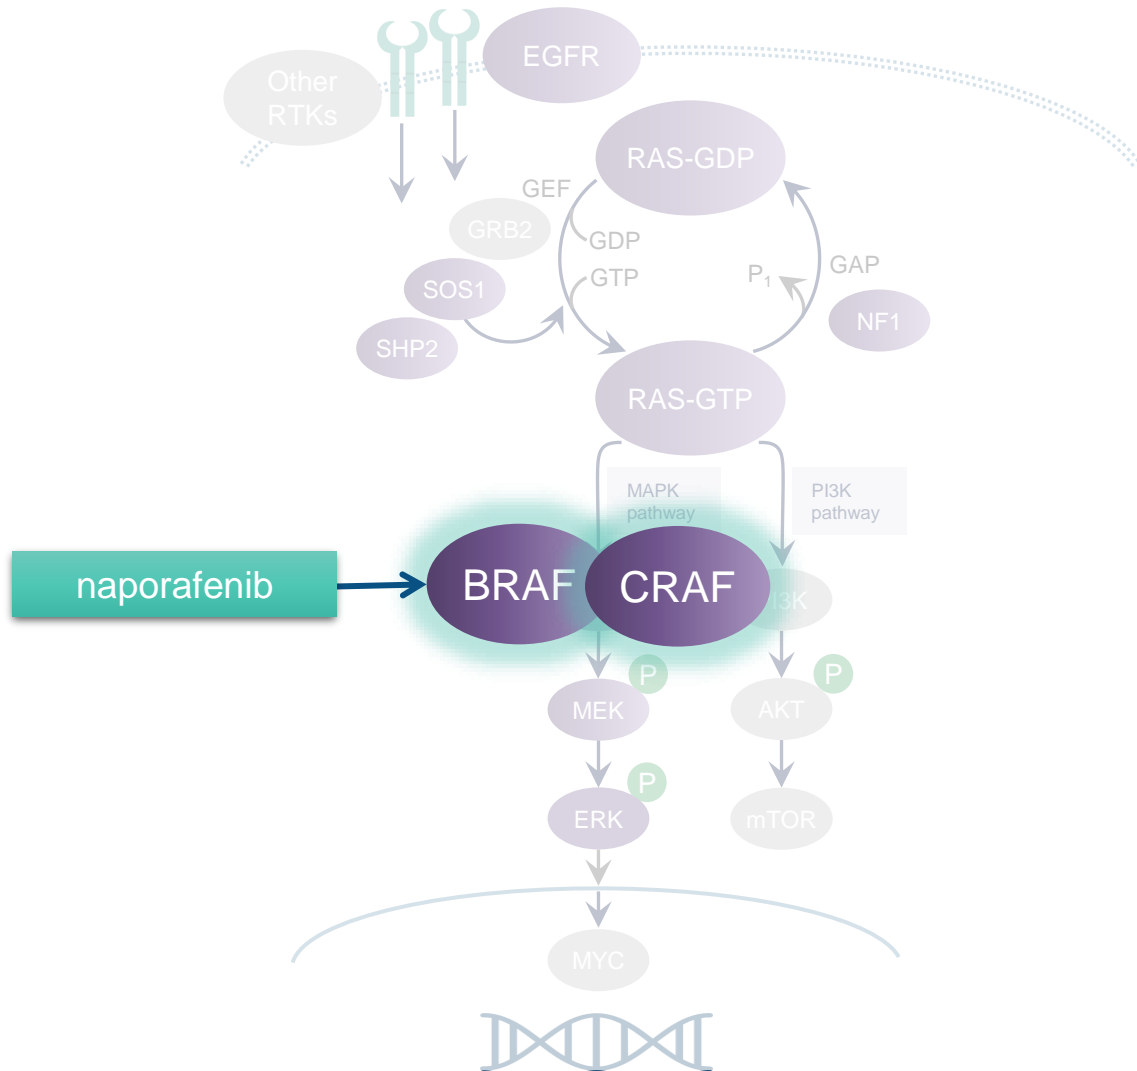 EGFR
Other
RTKs
RAS-GDP
GEF
GRB2
GDP
GTP
SOS1
SHP2
P1
GAP
NF1
RAS-GTP
MAPK
pathway
PI3K
pathway
naporafenib
BRAF
CRAF
PI3K
P
MEK
P
AKT
P
ERK
mTOR
MYC